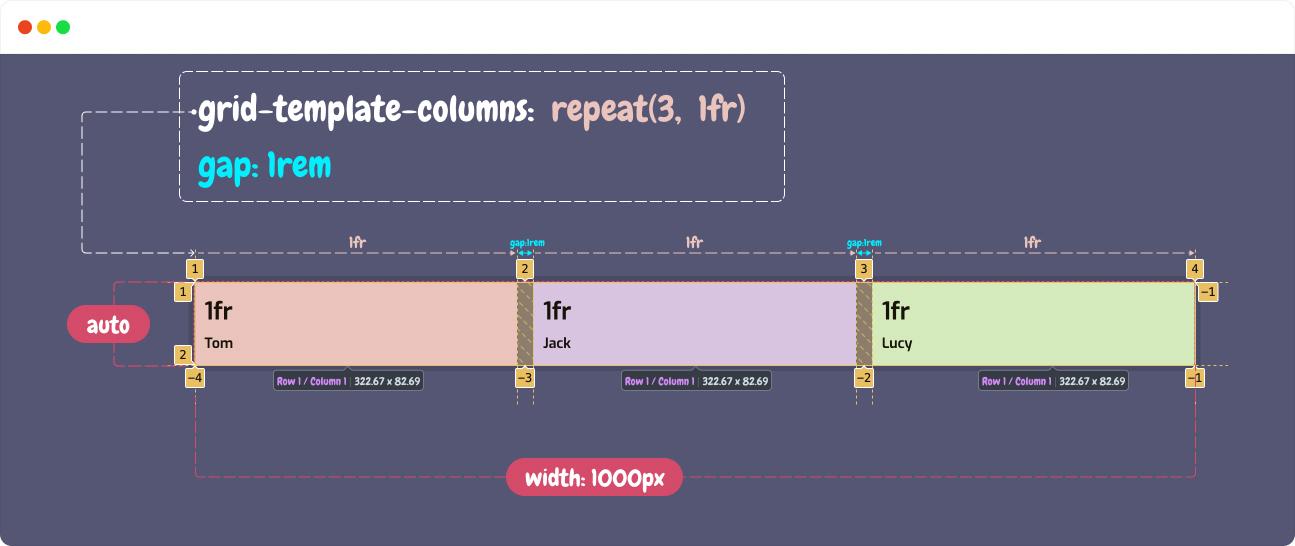 grid-template-columns: repeat(3, 1fr)
gap: 1rem
1fr gap:1rem 1fr gap:1rem 1fr
1 2 3 4
1 −1
1fr 1fr 1fr
auto
Tom Jack Lucy
2
−4 −3 −2 −1
Row 1 / Column 1 322.67 x 82.69 Row 1 / Column 1 322.67 x 82.69 Row 1 / Column 1 322.67 x 82.69
width: 1000px